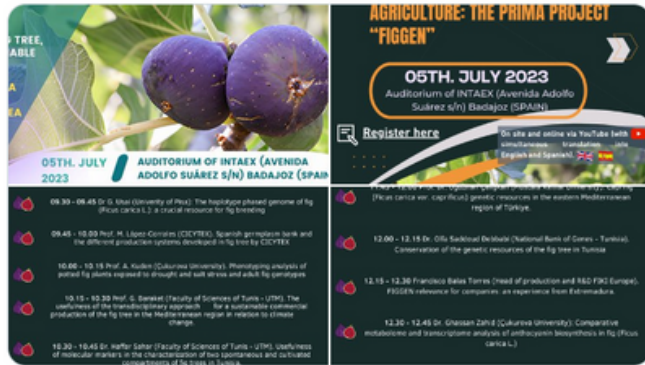 G TREE,
ABLE
EA
05TH. JULY
2023
AUDITORIUM OF INTAEX (AVENIDA
ADOLFO SUÁREZ S/N) BADAJOZ (SPAIN
AGRICULTURE: THE PRIMA PROJECT
"FIGGEN"
05TH. JULY 2023
Auditorium of INTAEX (Avenida Adolfo
Suárez s/n) Badajoz (SPAIN)
Register here
On site and online via YouTube (with
simultaneous translation into
English and Spanish).
09.30 - 09.45 Dr G. Usai (University of Pisa): The haplotype phased genome of fig
(Ficus carica L.): a crucial resource for fig breeding
09.45 - 10.00 Prof. M. López-Corrales (CICYTEX). Spanish germplasm bank and
the different production systems developed in fig tree by CICYTEX
10.00 - 10.15 Prof. A. Kuden (Cukurova University). Phenotyping analysis of
potted fig plants exposed to drought and salt stress and adult fig genotypes
10.15 - 10.30 Prof. G. Baraket (Faculty of Sciences of Tunis - UTM). The
usefulness of the transdisciplinary approach for a sustainable commercial
production of the fig tree in the Mediterranean region in relation to climate
change.
10.30 - 10.45 Dr. Haffar Sahar (Faculty of Sciences of Tunis - UTM). Usefulness
of molecular markers in the characterization of two spontaneous and cultivated
compartments of fig trees in Tunisia.
(Ficus carica var. caprificus) genetic resources in the eastern Mediterranean
region of Türkiye.
12.00 - 12.15 Dr. Olfa Saddoud Debbabi (National Bank of Genes - Tunisia).
Conservation of the genetic resources of the fig tree in Tunisia
12.15 - 12.30 Francisco Balas Torres (Head of production and R&D FIKI Europe).
FIGGEN relevance for companies: an experience from Extremadura.
12.30 - 12.45 Dr. Ghassan Zahid (Çukurova University): Comparative
metabolome and transcriptome analysis of anthocyanin biosynthesis in fig (Ficus
carica L.)